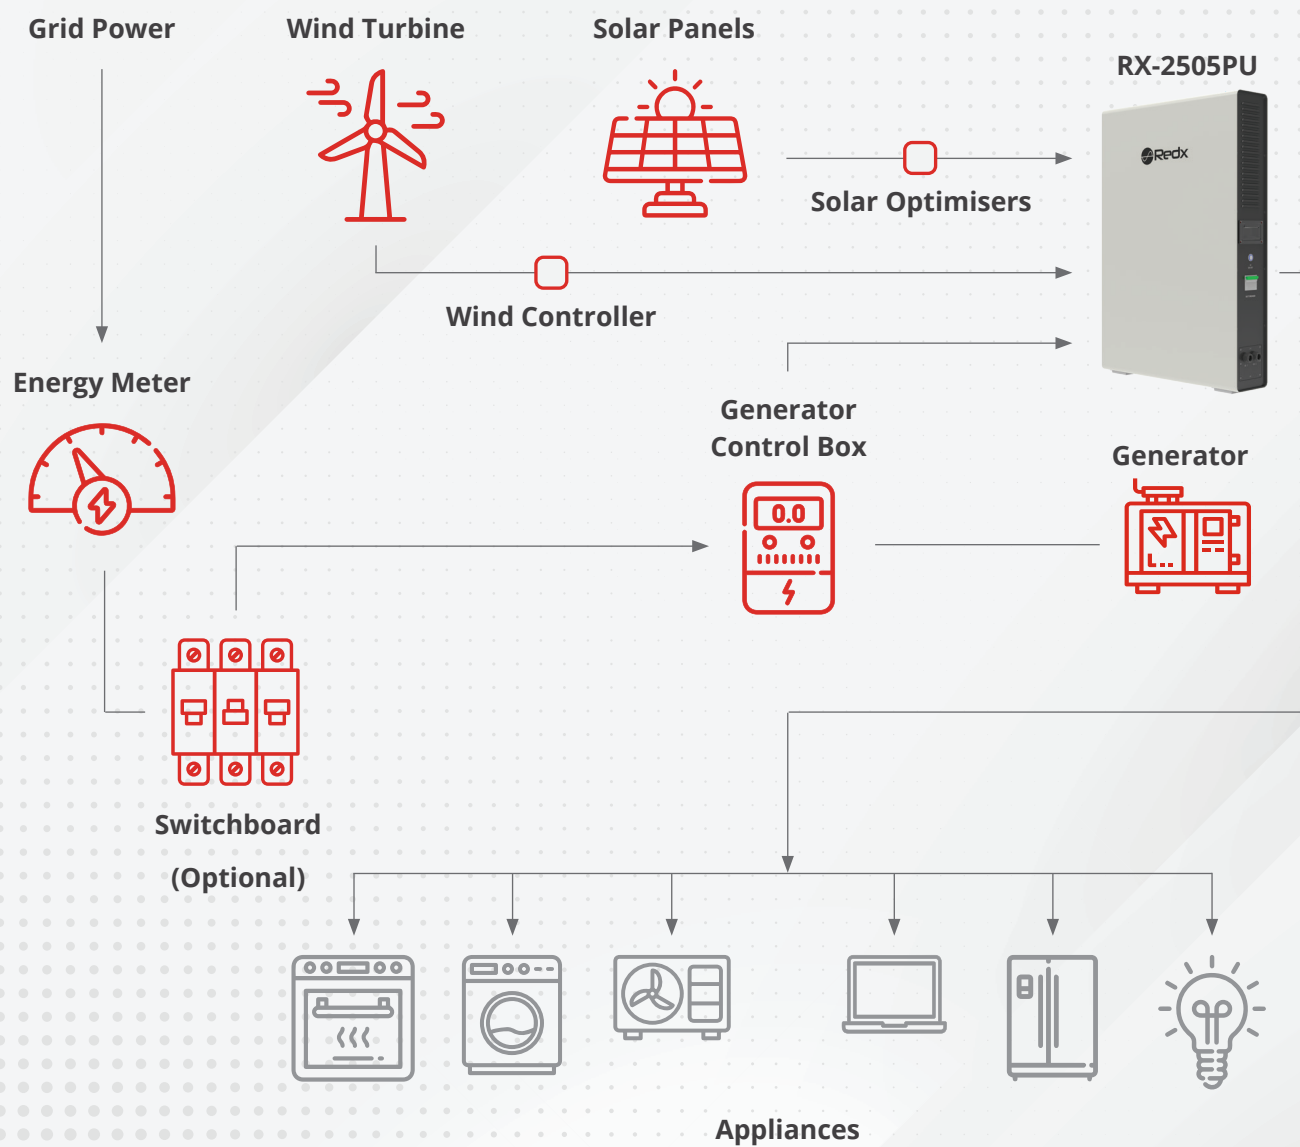 Grid Power
Wind Turbine
Solar Panels
RX-2505PU
Redx
Solar Optimisers
Wind Controller
Energy Meter
Generator
Control Box
Generator
0.0
Switchboard
(Optional)
Appliances